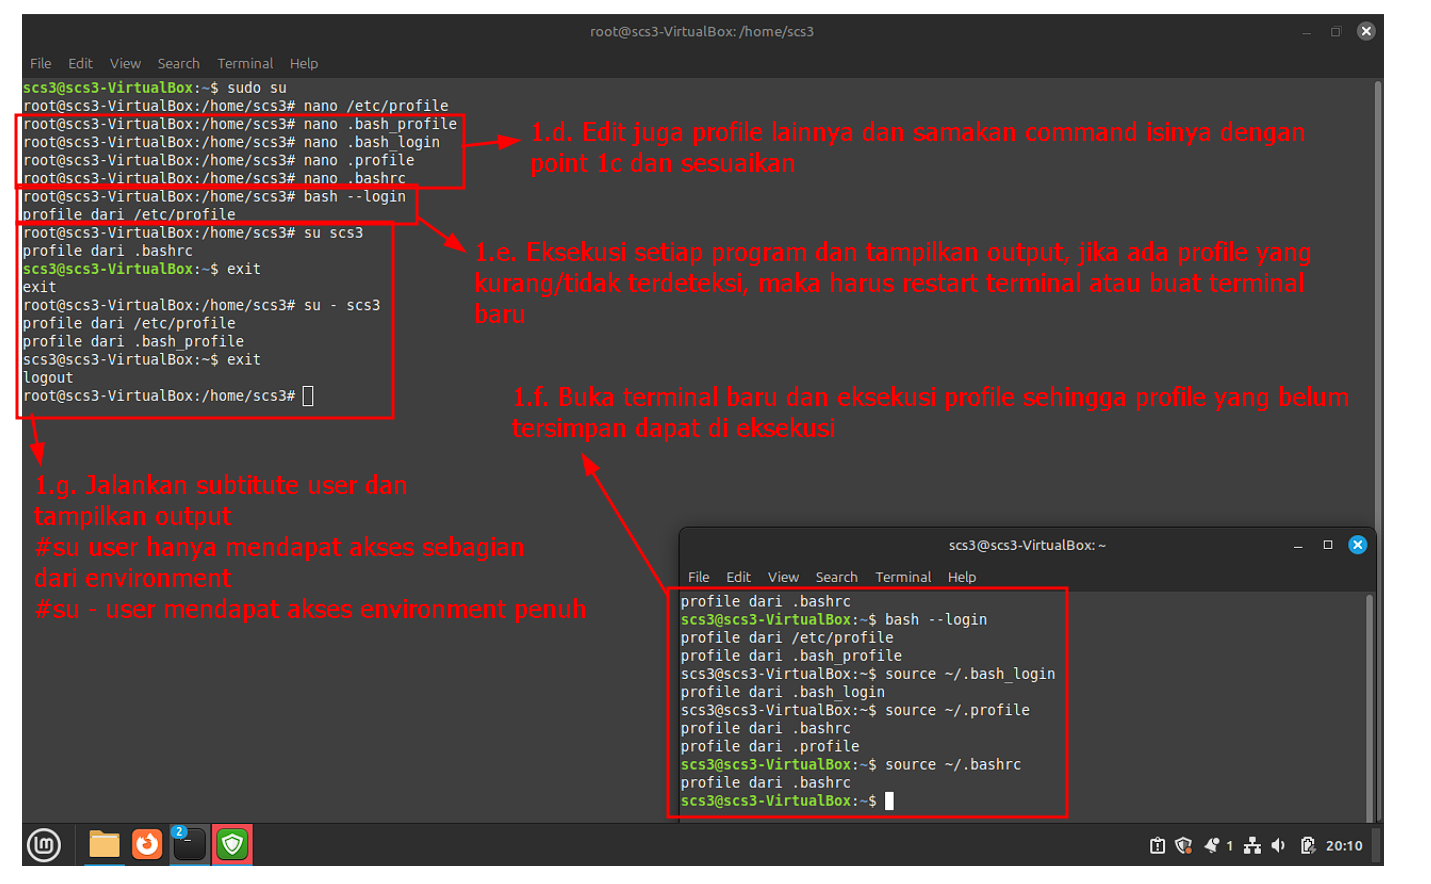 root@scs3-VirtualBox: /home/scs3
File Edit View Search Terminal Help
scs3@scs3-VirtualBox:~$ sudo su
root@scs3-VirtualBox:/home/scs3# nano /etc/profile
root@scs3-VirtualBox:/home/scs3# nano .bash_profile
root@scs3-VirtualBox:/home/scs3# nano .bash_login
root@scs3-VirtualBox:/home/scs3# nano .profile
root@scs3-VirtualBox:/home/scs3# nano .bashrc
root@scs3-VirtualBox:/home/scs3# bash --login
profile dari /etc/profile
root@scs3-VirtualBox:/home/scs3# su scs3
profile dari .bashrc
scs3@scs3-VirtualBox:~$ exit
exit
root@scs3-VirtualBox:/home/scs3# su - scs3
profile dari /etc/profile
profile dari .bash_profile
scs3@scs3-VirtualBox:~$ exit
logout
root@scs3-VirtualBox:/home/scs3#
1.d. Edit juga profile lainnya dan samakan command isinya dengan
point 1c dan sesuaikan
1.e. Eksekusi setiap program dan tampilkan output, jika ada profile yang
kurang/tidak terdeteksi, maka harus restart terminal atau buat terminal
baru
1.f. Buka terminal baru dan eksekusi profile sehingga profile yang belum
tersimpan dapat di eksekusi
1.g. Jalankan subtitute user dan
tampilkan output
#su user hanya mendapat akses sebagian
dari environment
#su - user mendapat akses environment penuh
scs3@scs3-VirtualBox: ~
File Edit View Search Terminal Help
profile dari .bashrc
scs3@scs3-VirtualBox:~$ bash --login
profile dari /etc/profile
profile dari .bash_profile
scs3@scs3-VirtualBox:~$ source ~/.bash_login
profile dari .bash_login
scs3@scs3-VirtualBox:~$ source ~/.profile
profile dari .bashrc
profile dari .profile
scs3@scs3-VirtualBox:~$ source ~/.bashrc
profile dari .bashrc
scs3@scs3-VirtualBox:~$
2
1
20:10